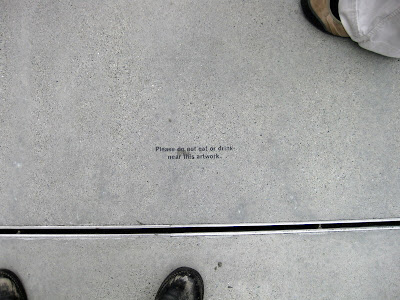 Please do not eat or drink
near this artwork.